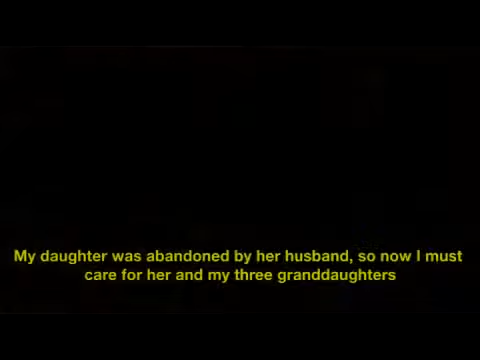 My daughter was abandoned by her husband, so now I must
care for her and my three granddaughters